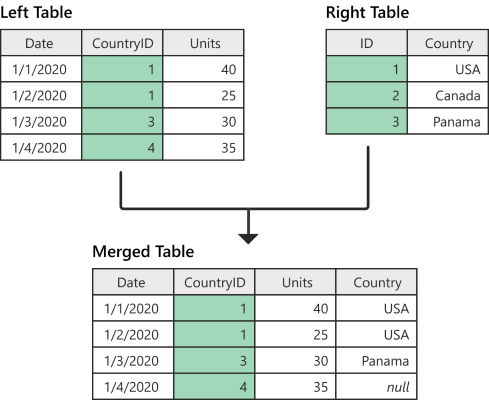 Left Table
Date CountryID Units
1/1/2020 1 40
1/2/2020 1 25
1/3/2020 3 30
1/4/2020 4 35
Right Table
ID Country
1 USA
2 Canada
3 Panama
Merged Table
Date CountryID Units Country
1/1/2020 1 40 USA
1/2/2020 1 25 USA
1/3/2020 3 30 Panama
1/4/2020 4 35 null